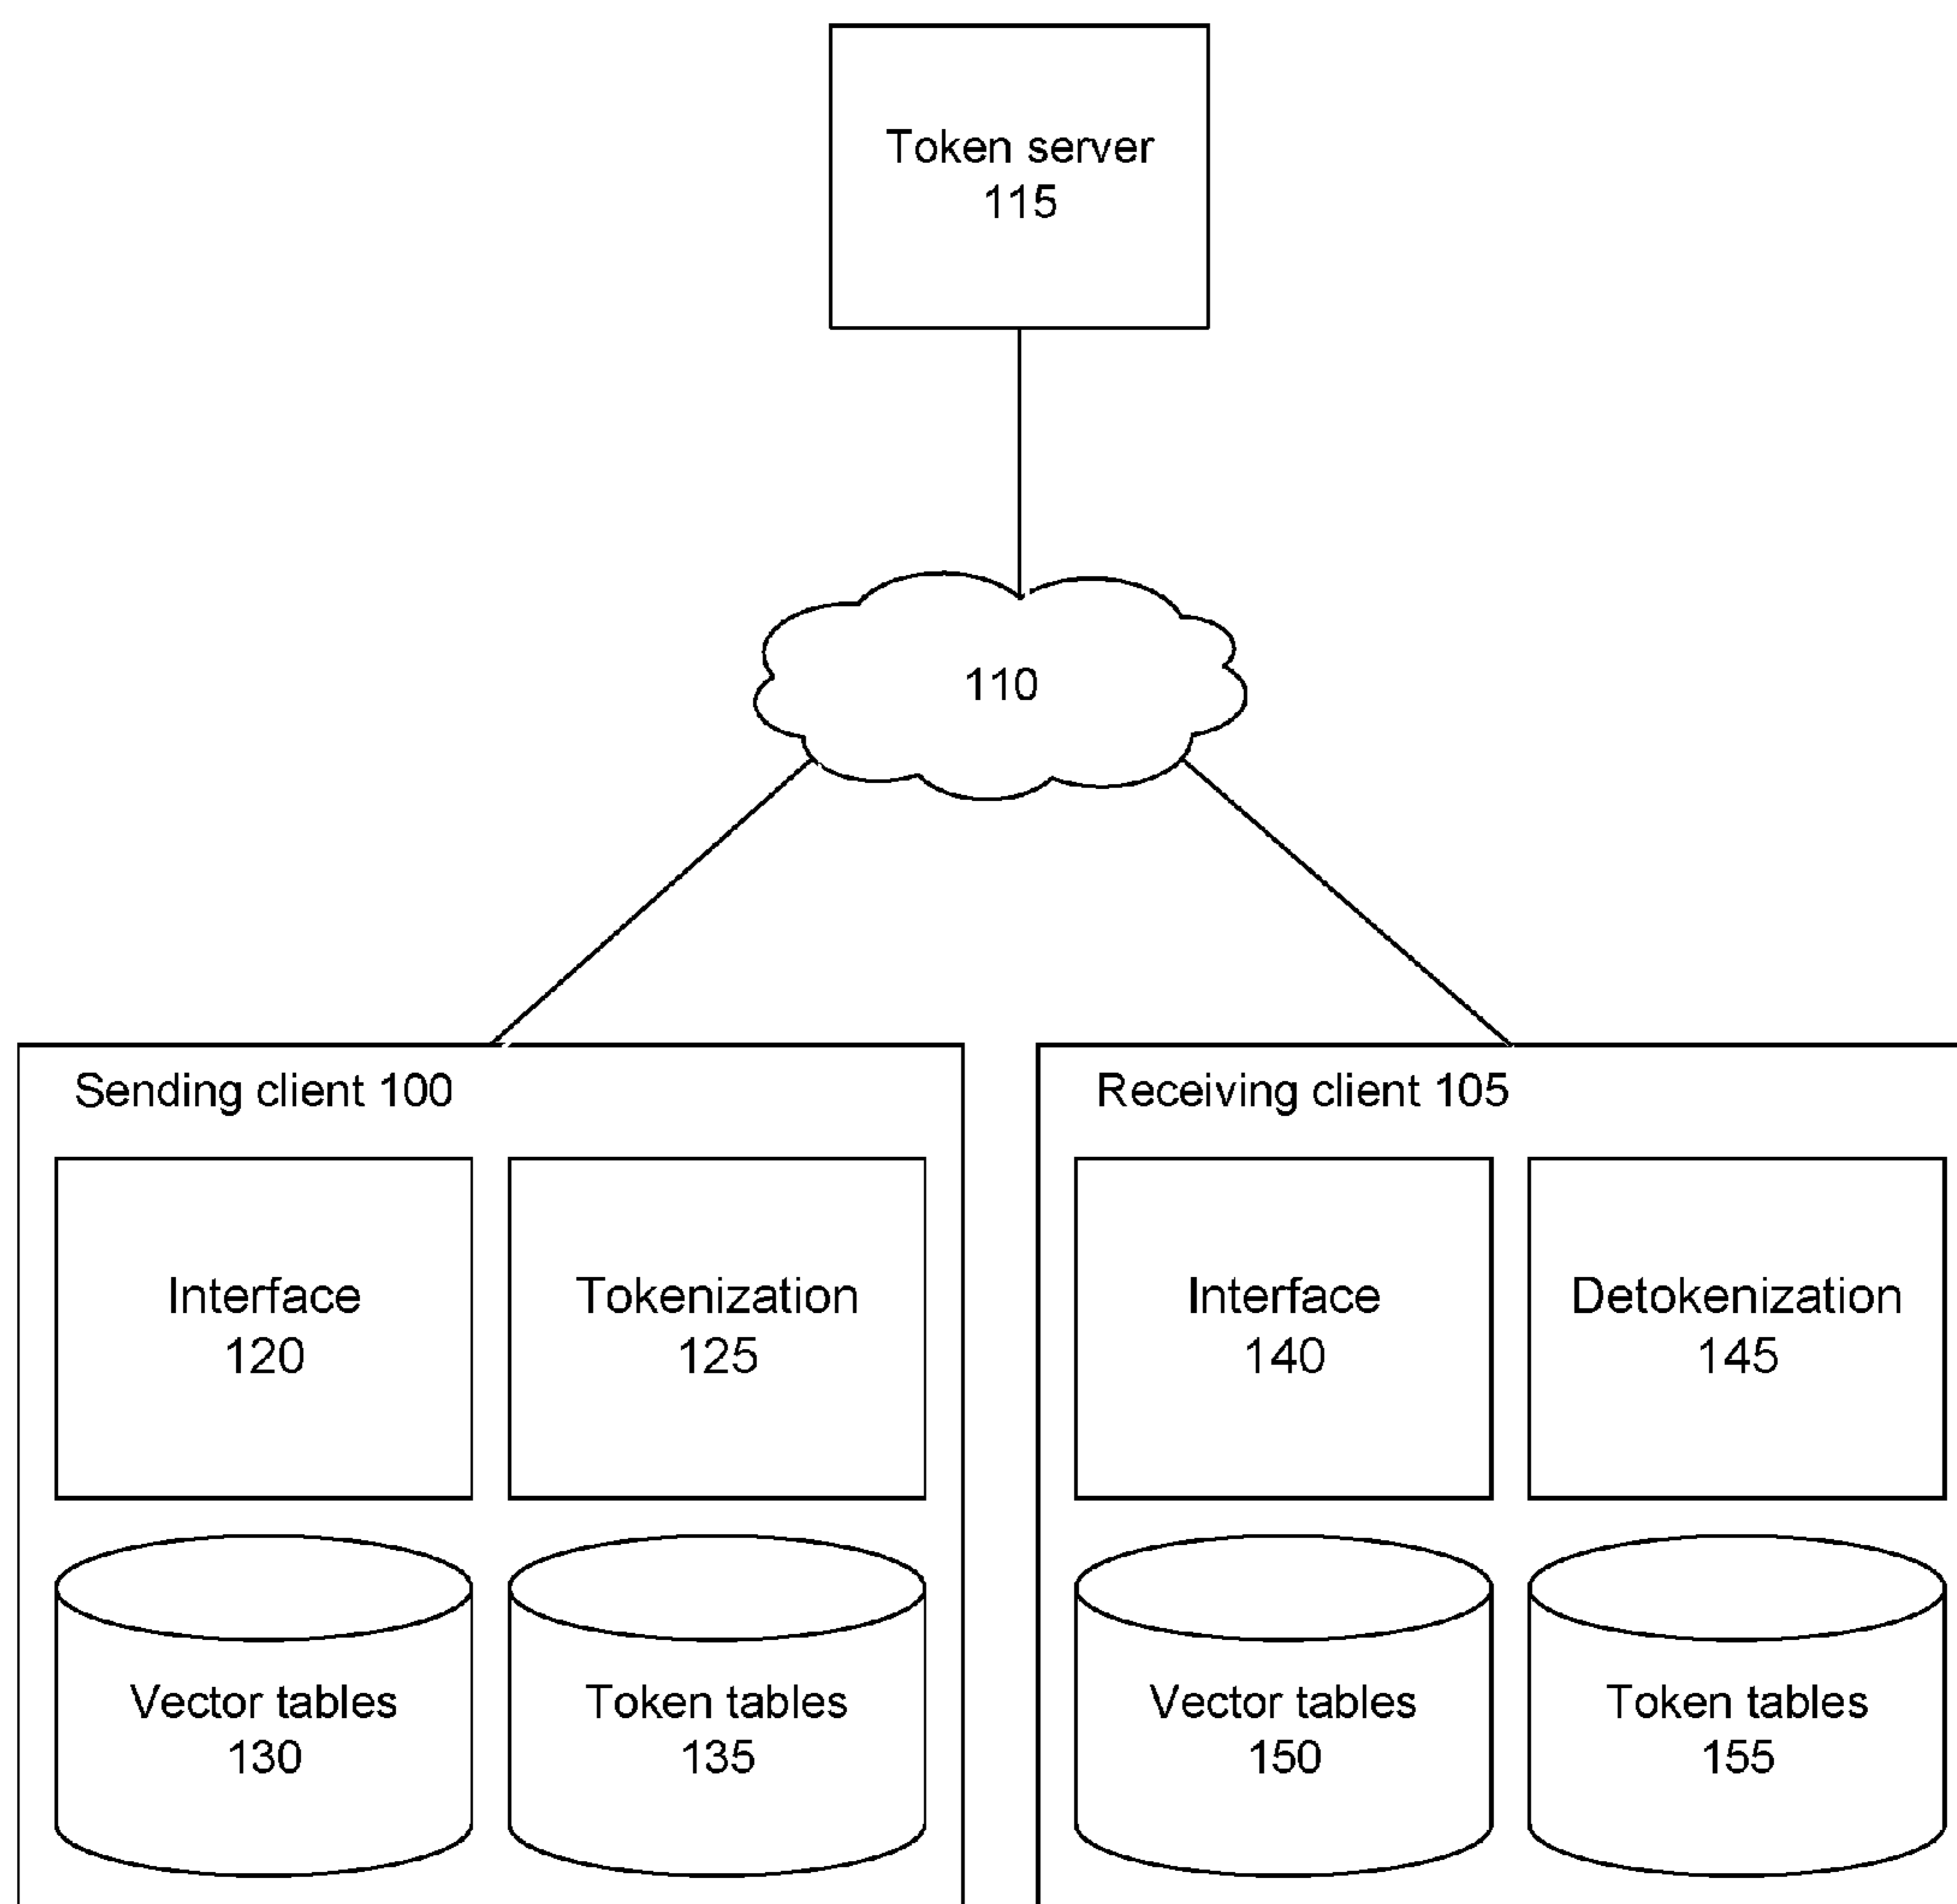 Token server
115
110
Sending client 100
Interface
120
Tokenization
125
Vector tables
130
Token tables
135
Receiving client 105
Interface
140
Detokenization
145
Vector tables
150
Token tables
155